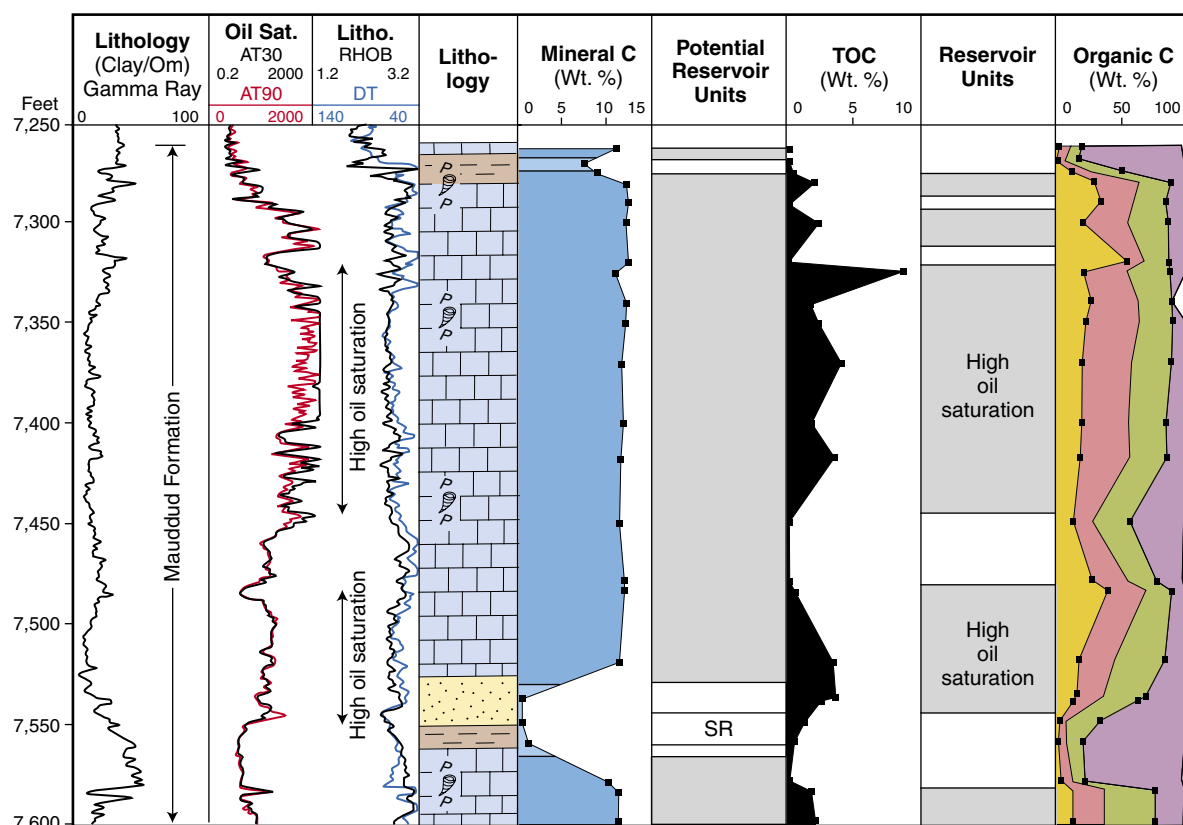 Lithology
(Clay/Om)
Gamma Ray
0 100
Oil Sat.
AT30
0.2 2000
AT90
0 2000
Litho.
RHOB
1.2 3.2
DT
140 40
Litho-
logy
Mineral C
(Wt. %)
0 5 10 15
Potential
Reservoir
Units
TOC
(Wt. %)
0 5 10
Reservoir
Units
Organic C
(Wt. %)
0 50 100
Feet
7,250
7,300
7,350
7,400
7,450
7,500
7,550
7,600
Mauddud Formation
High oil saturation
High oil saturation
P
P
P
P
P
P
P
P
SR
High
oil
saturation
High
oil
saturation